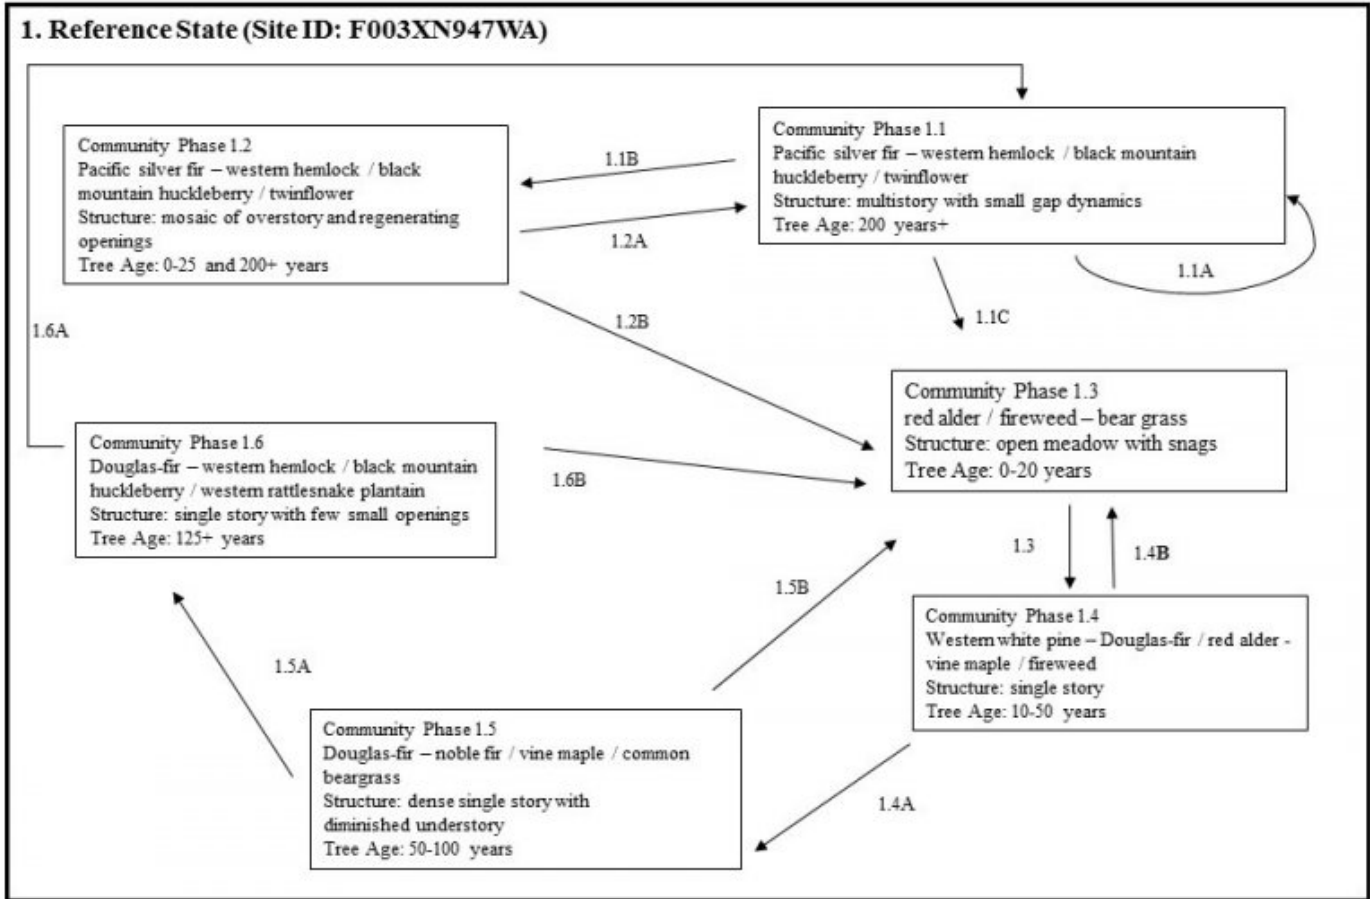 1. Reference State (Site ID: F003XN947WA)
Community Phase 1.2
Pacific silver fir – western hemlock / black
mountain huckleberry / twinflower
Structure: mosaic of overstory and regenerating
openings
Tree Age: 0-25 and 200+ years
1.1B
1.2A
Community Phase 1.1
Pacific silver fir – western hemlock / black mountain
huckleberry / twinflower
Structure: multistory with small gap dynamics
Tree Age: 200 years+
1.1A
1.1C
1.2B
1.6A
Community Phase 1.3
red alder / fireweed – bear grass
Structure: open meadow with snags
Tree Age: 0-20 years
Community Phase 1.6
Douglas-fir – western hemlock / black mountain
huckleberry / western rattlesnake plantain
Structure: single story with few small openings
Tree Age: 125+ years
1.6B
1.3
1.4B
1.5B
Community Phase 1.4
Western white pine – Douglas-fir / red alder -
vine maple / fireweed
Structure: single story
Tree Age: 10-50 years
1.5A
Community Phase 1.5
Douglas-fir – noble fir / vine maple / common
beargrass
Structure: dense single story with
diminished understory
Tree Age: 50-100 years
1.4A